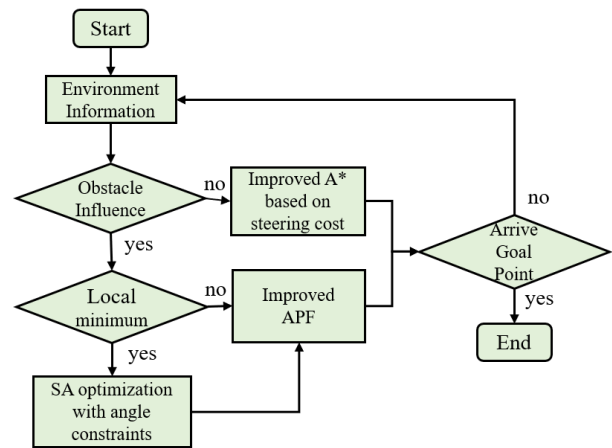 Start
Environment
Information
Obstacle
Influence
no
Improved A*
based on
steering cost
no
Arrive
Goal
Point
yes
yes
Local
minimum
no
Improved
APF
End
yes
SA optimization
with angle
constraints